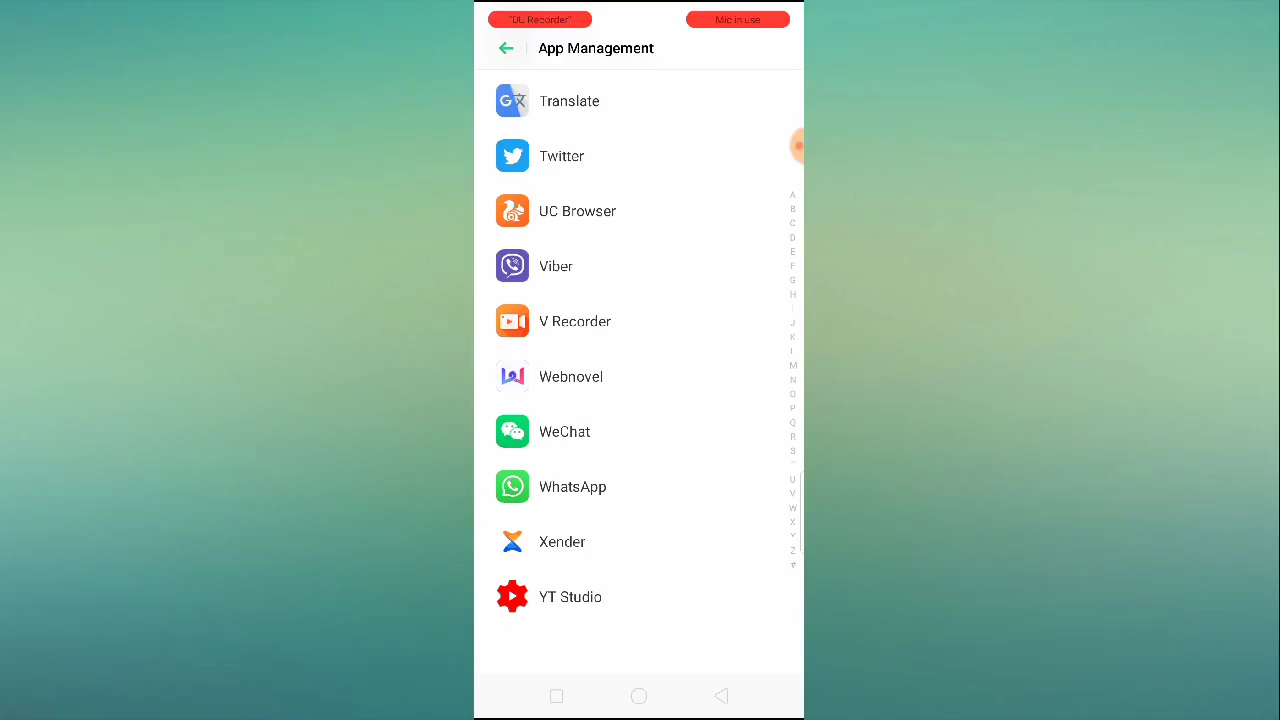 "DU Recorder"
Mic in use
App Management
Translate
Twitter
UC Browser
Viber
V Recorder
Webnovel
WeChat
WhatsApp
Xender
YT Studio
A
B
C
D
E
F
G
H
I
J
K
L
M
N
O
P
Q
R
S
U
V
W
X
Y
Z
#